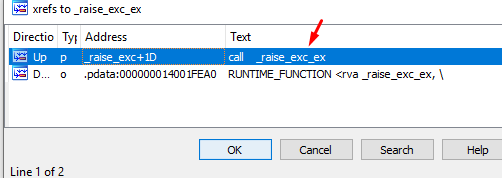 xrefs to _raise_exc_ex
Directio Ty Address Text
Up p _raise_exc+1D call _raise_exc_ex
D... o .pdata:000000014001FEA0 RUNTIME_FUNCTION <rva _raise_exc_ex, \
OK Cancel Search Help
Line 1 of 2